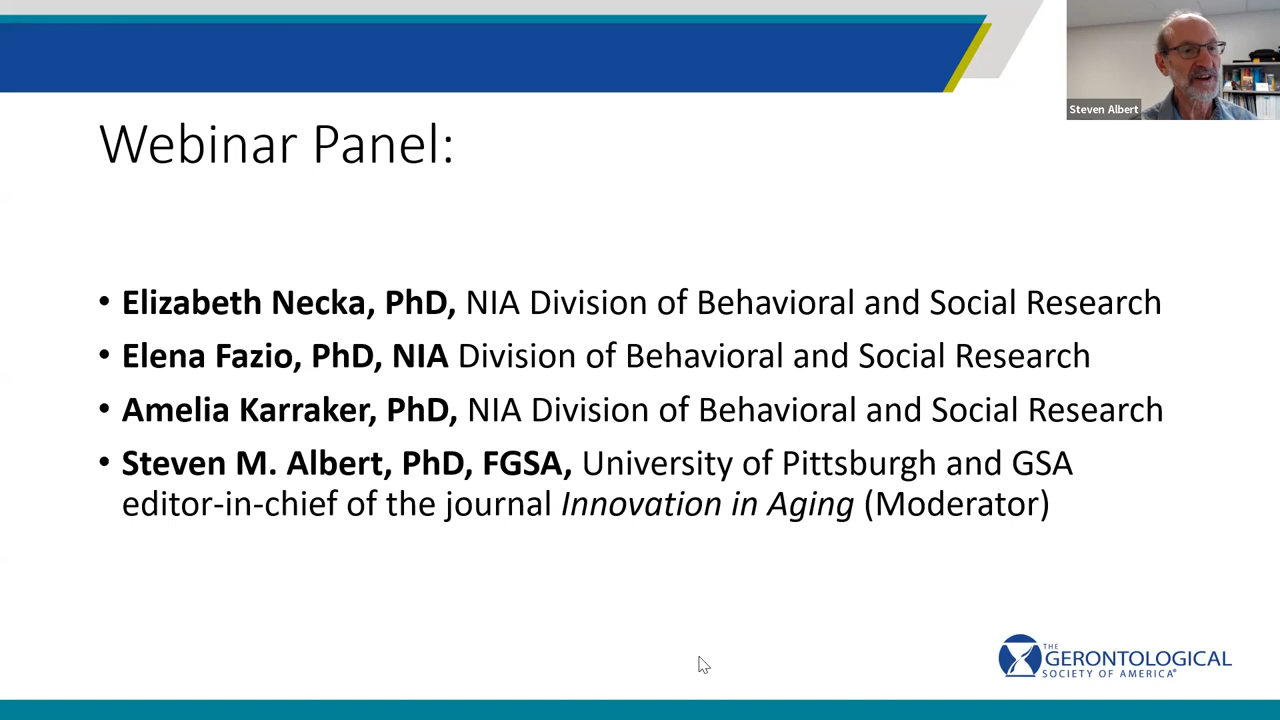 Steven Albert
Webinar Panel:
• Elizabeth Necka, PhD, NIA Division of Behavioral and Social Research
• Elena Fazio, PhD, NIA Division of Behavioral and Social Research
• Amelia Karraker, PhD, NIA Division of Behavioral and Social Research
• Steven M. Albert, PhD, FGSA, University of Pittsburgh and GSA
editor-in-chief of the journal Innovation in Aging (Moderator)
THE
GERONTOLOGICAL
SOCIETY OF AMERICA®